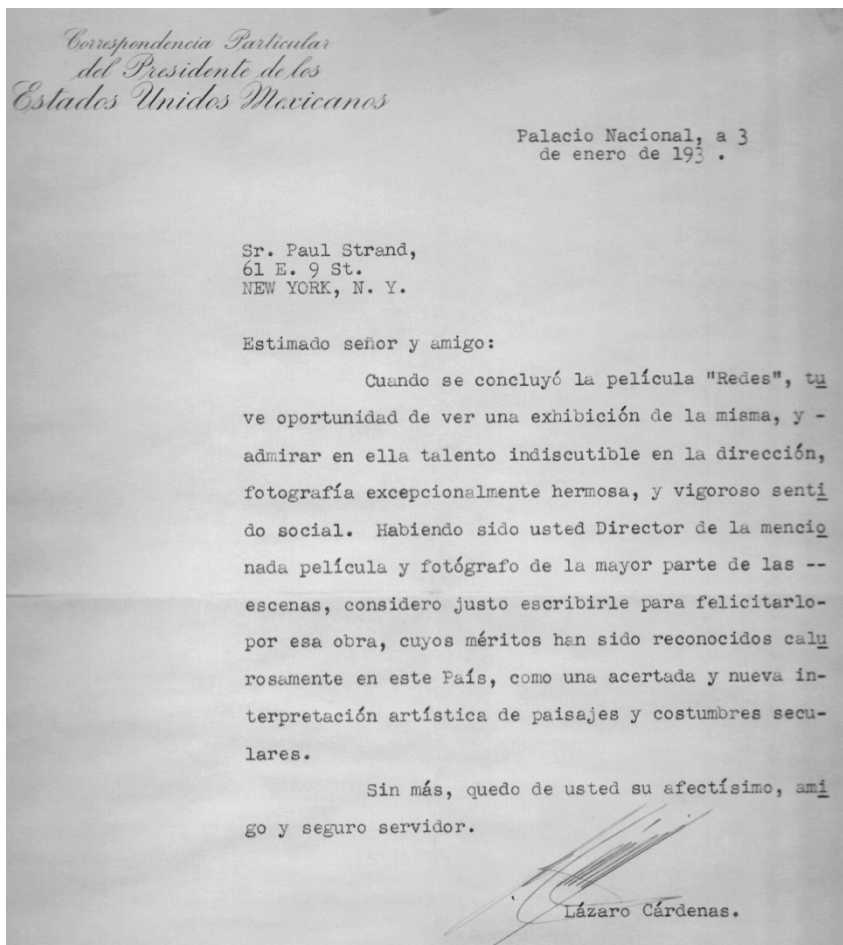 Correspondencia Particular
del Presidente de los
Estados Unidos Mexicanos
Palacio Nacional, a 3
de enero de 193 .
Sr. Paul Strand,
61 E. 9 St.
NEW YORK, N. Y.
Estimado señor y amigo:
Cuando se concluyó la película "Redes", tu
ve oportunidad de ver una exhibición de la misma, y -
admirar en ella talento indiscutible en la dirección,
fotografía excepcionalmente hermosa, y vigoroso senti
do social. Habiendo sido usted Director de la mencio
nada película y fotógrafo de la mayor parte de las --
escenas, considero justo escribirle para felicitarlo-
por esa obra, cuyos méritos han sido reconocidos calu
rosamente en este País, como una acertada y nueva in-
terpretación artística de paisajes y costumbres secu-
lares.
Sin más, quedo de usted su afectísimo, ami
go y seguro servidor.
Lázaro Cárdenas.